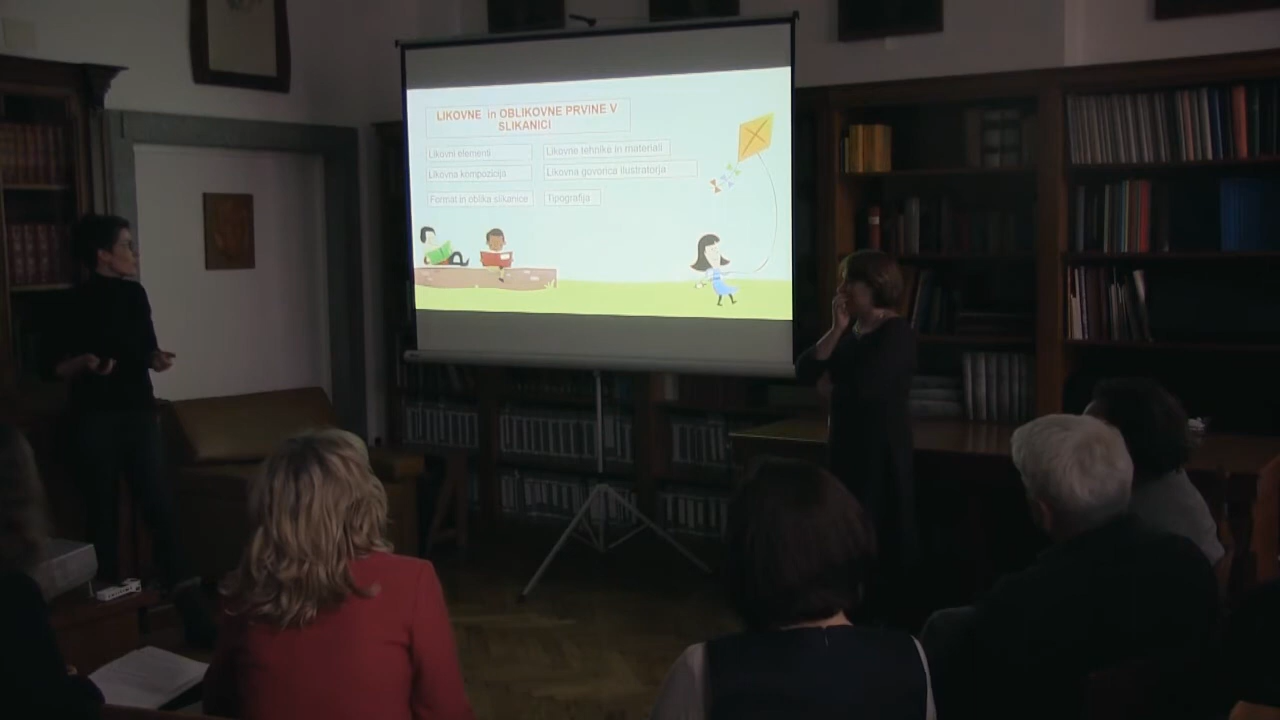 LIKOVNE in OBLIKOVNE PRVINE V
SLIKANICI
Likovni elementi
Likovne tehnike in materiali
Likovna kompozicija
Likovna govorica ilustratorja
Format in oblika slikanice
Tipografija